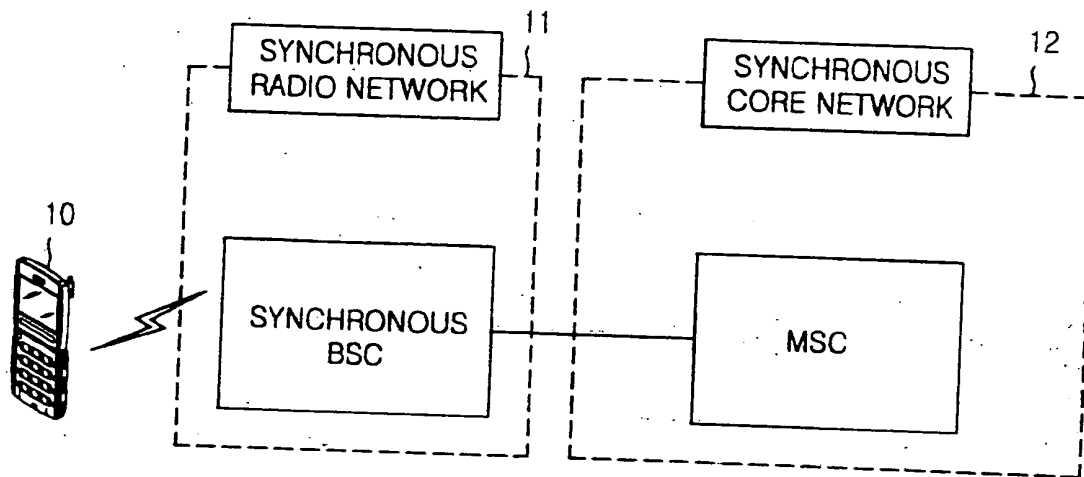 11
SYNCHRONOUS
RADIO NETWORK
12
SYNCHRONOUS
CORE NETWORK
10
SYNCHRONOUS
BSC
MSC